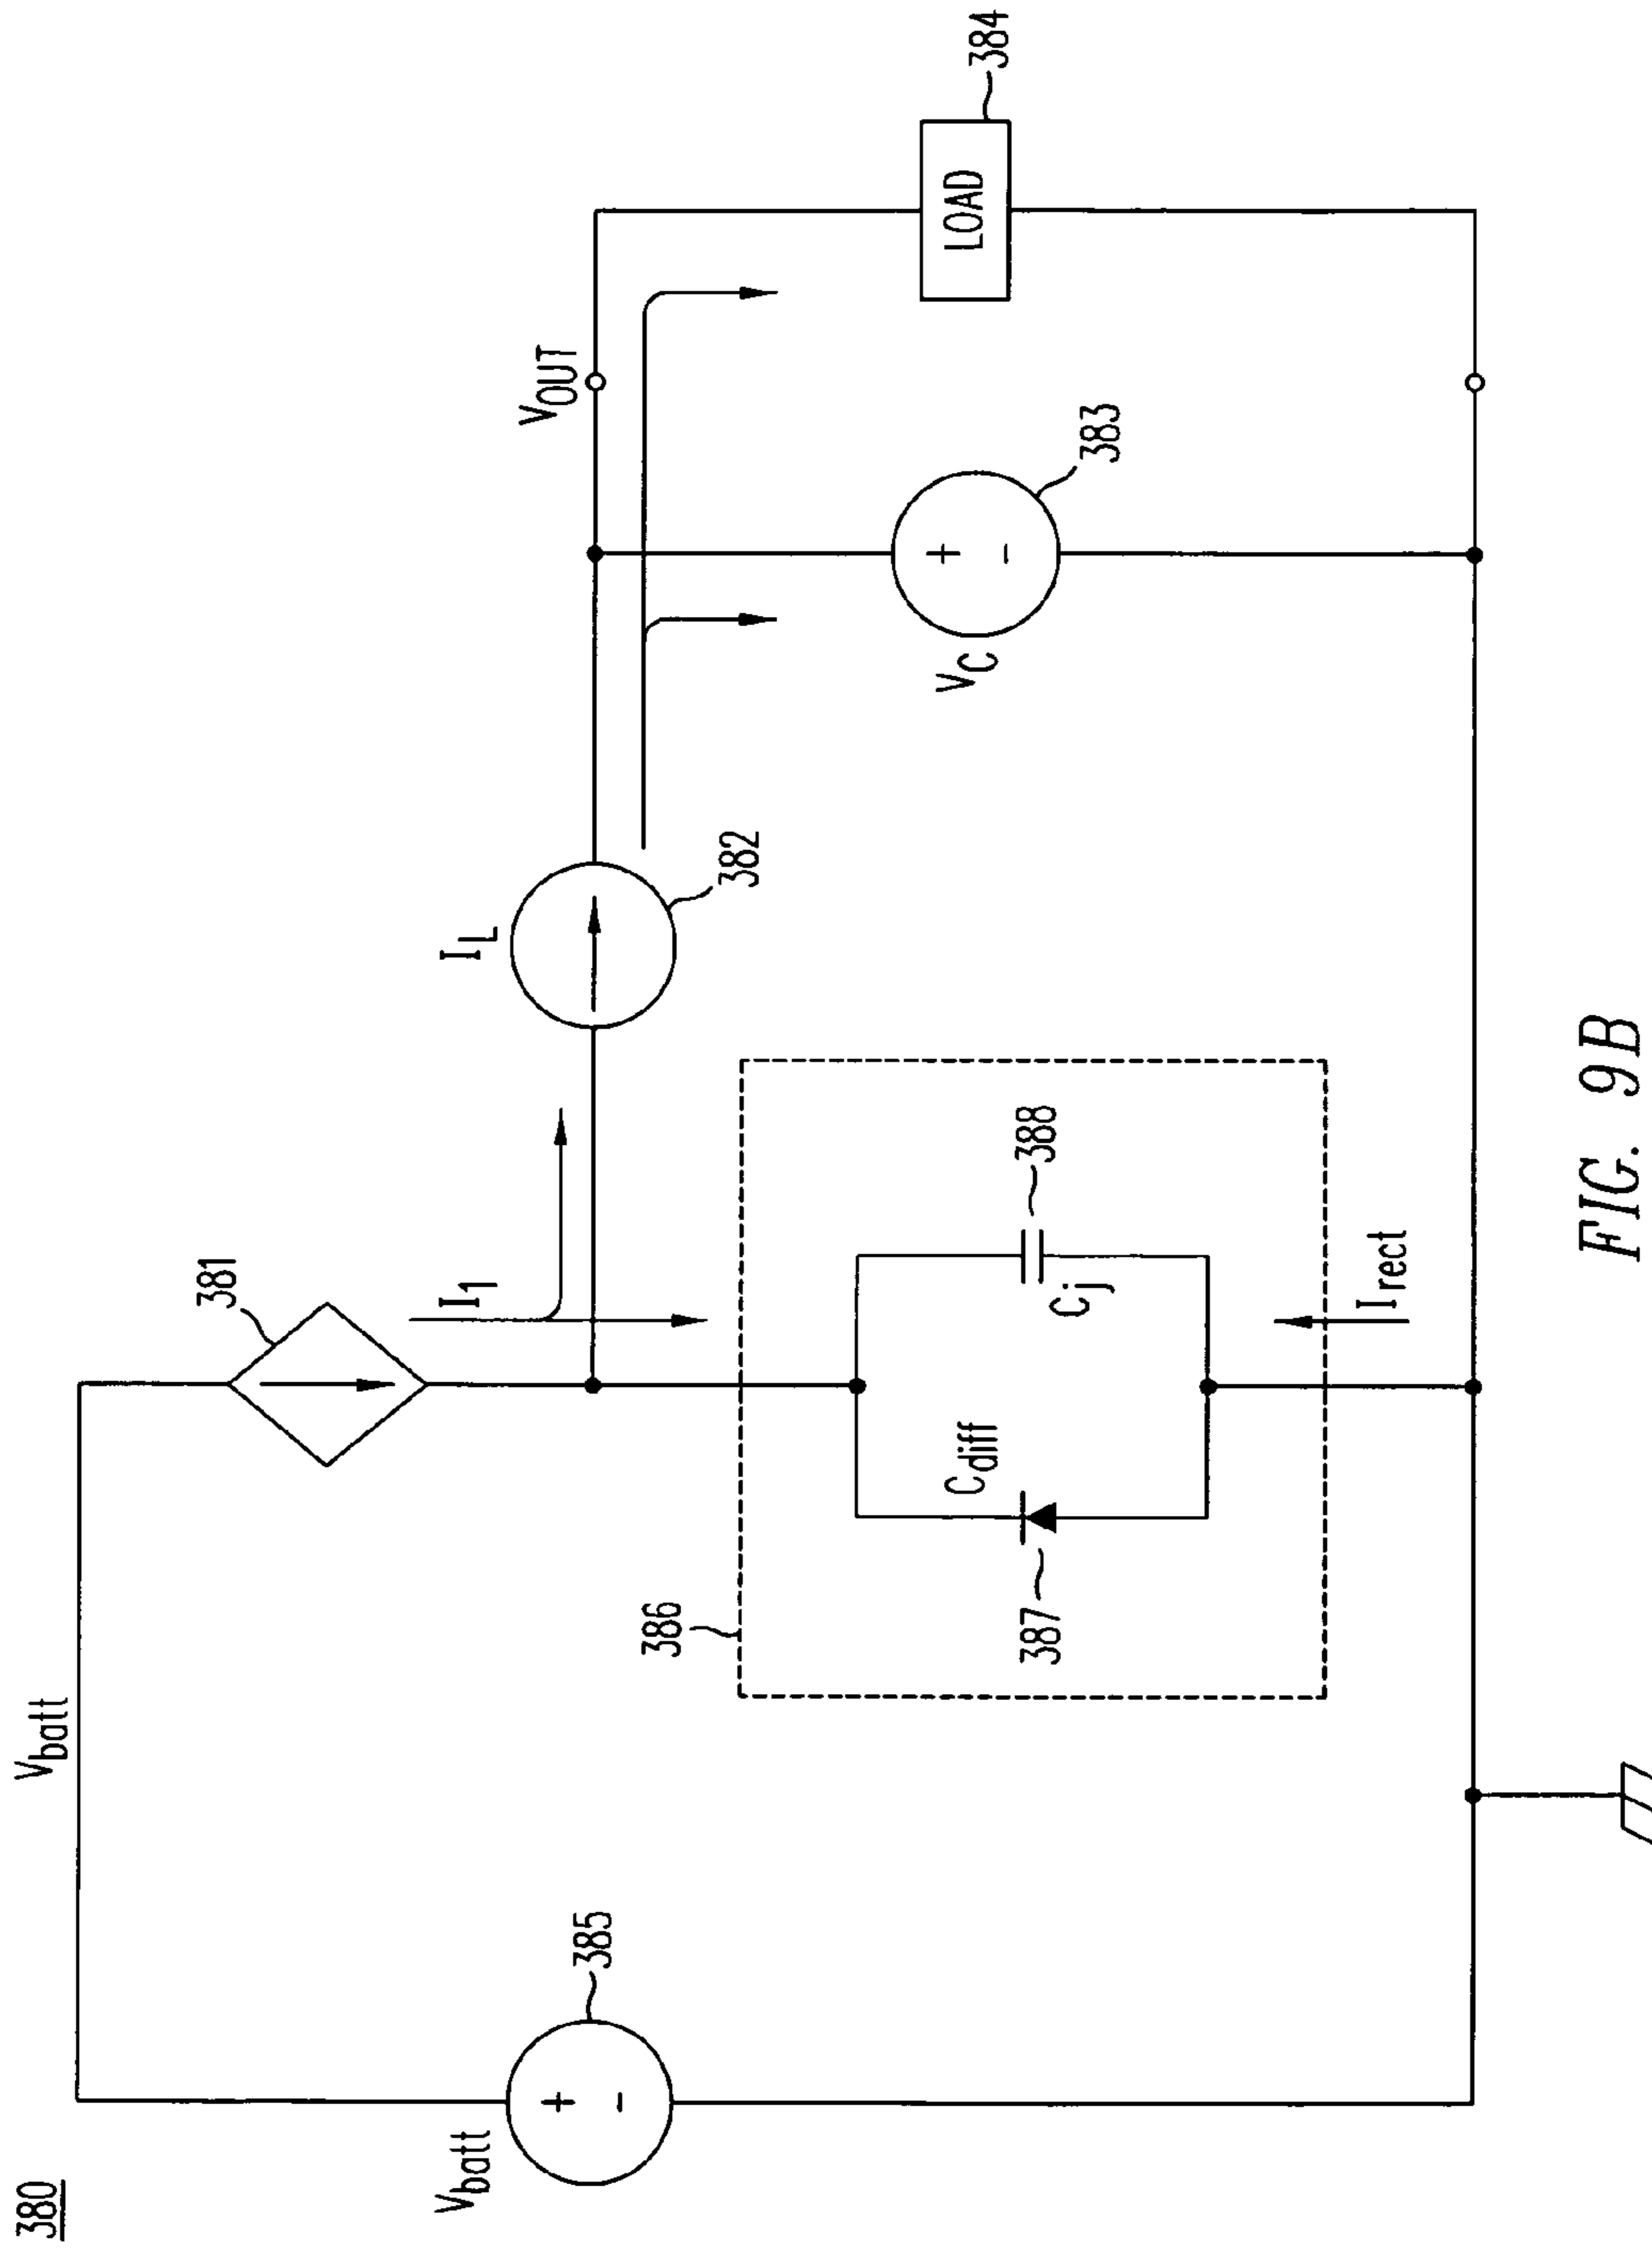 380
V_batt
V_batt
385
381
I_1
I_L
382
V_OUT
+
-
V_C
+
-
383
LOAD
384
386
387
C_diff
C_j
388
I_rect
FIG. 9B